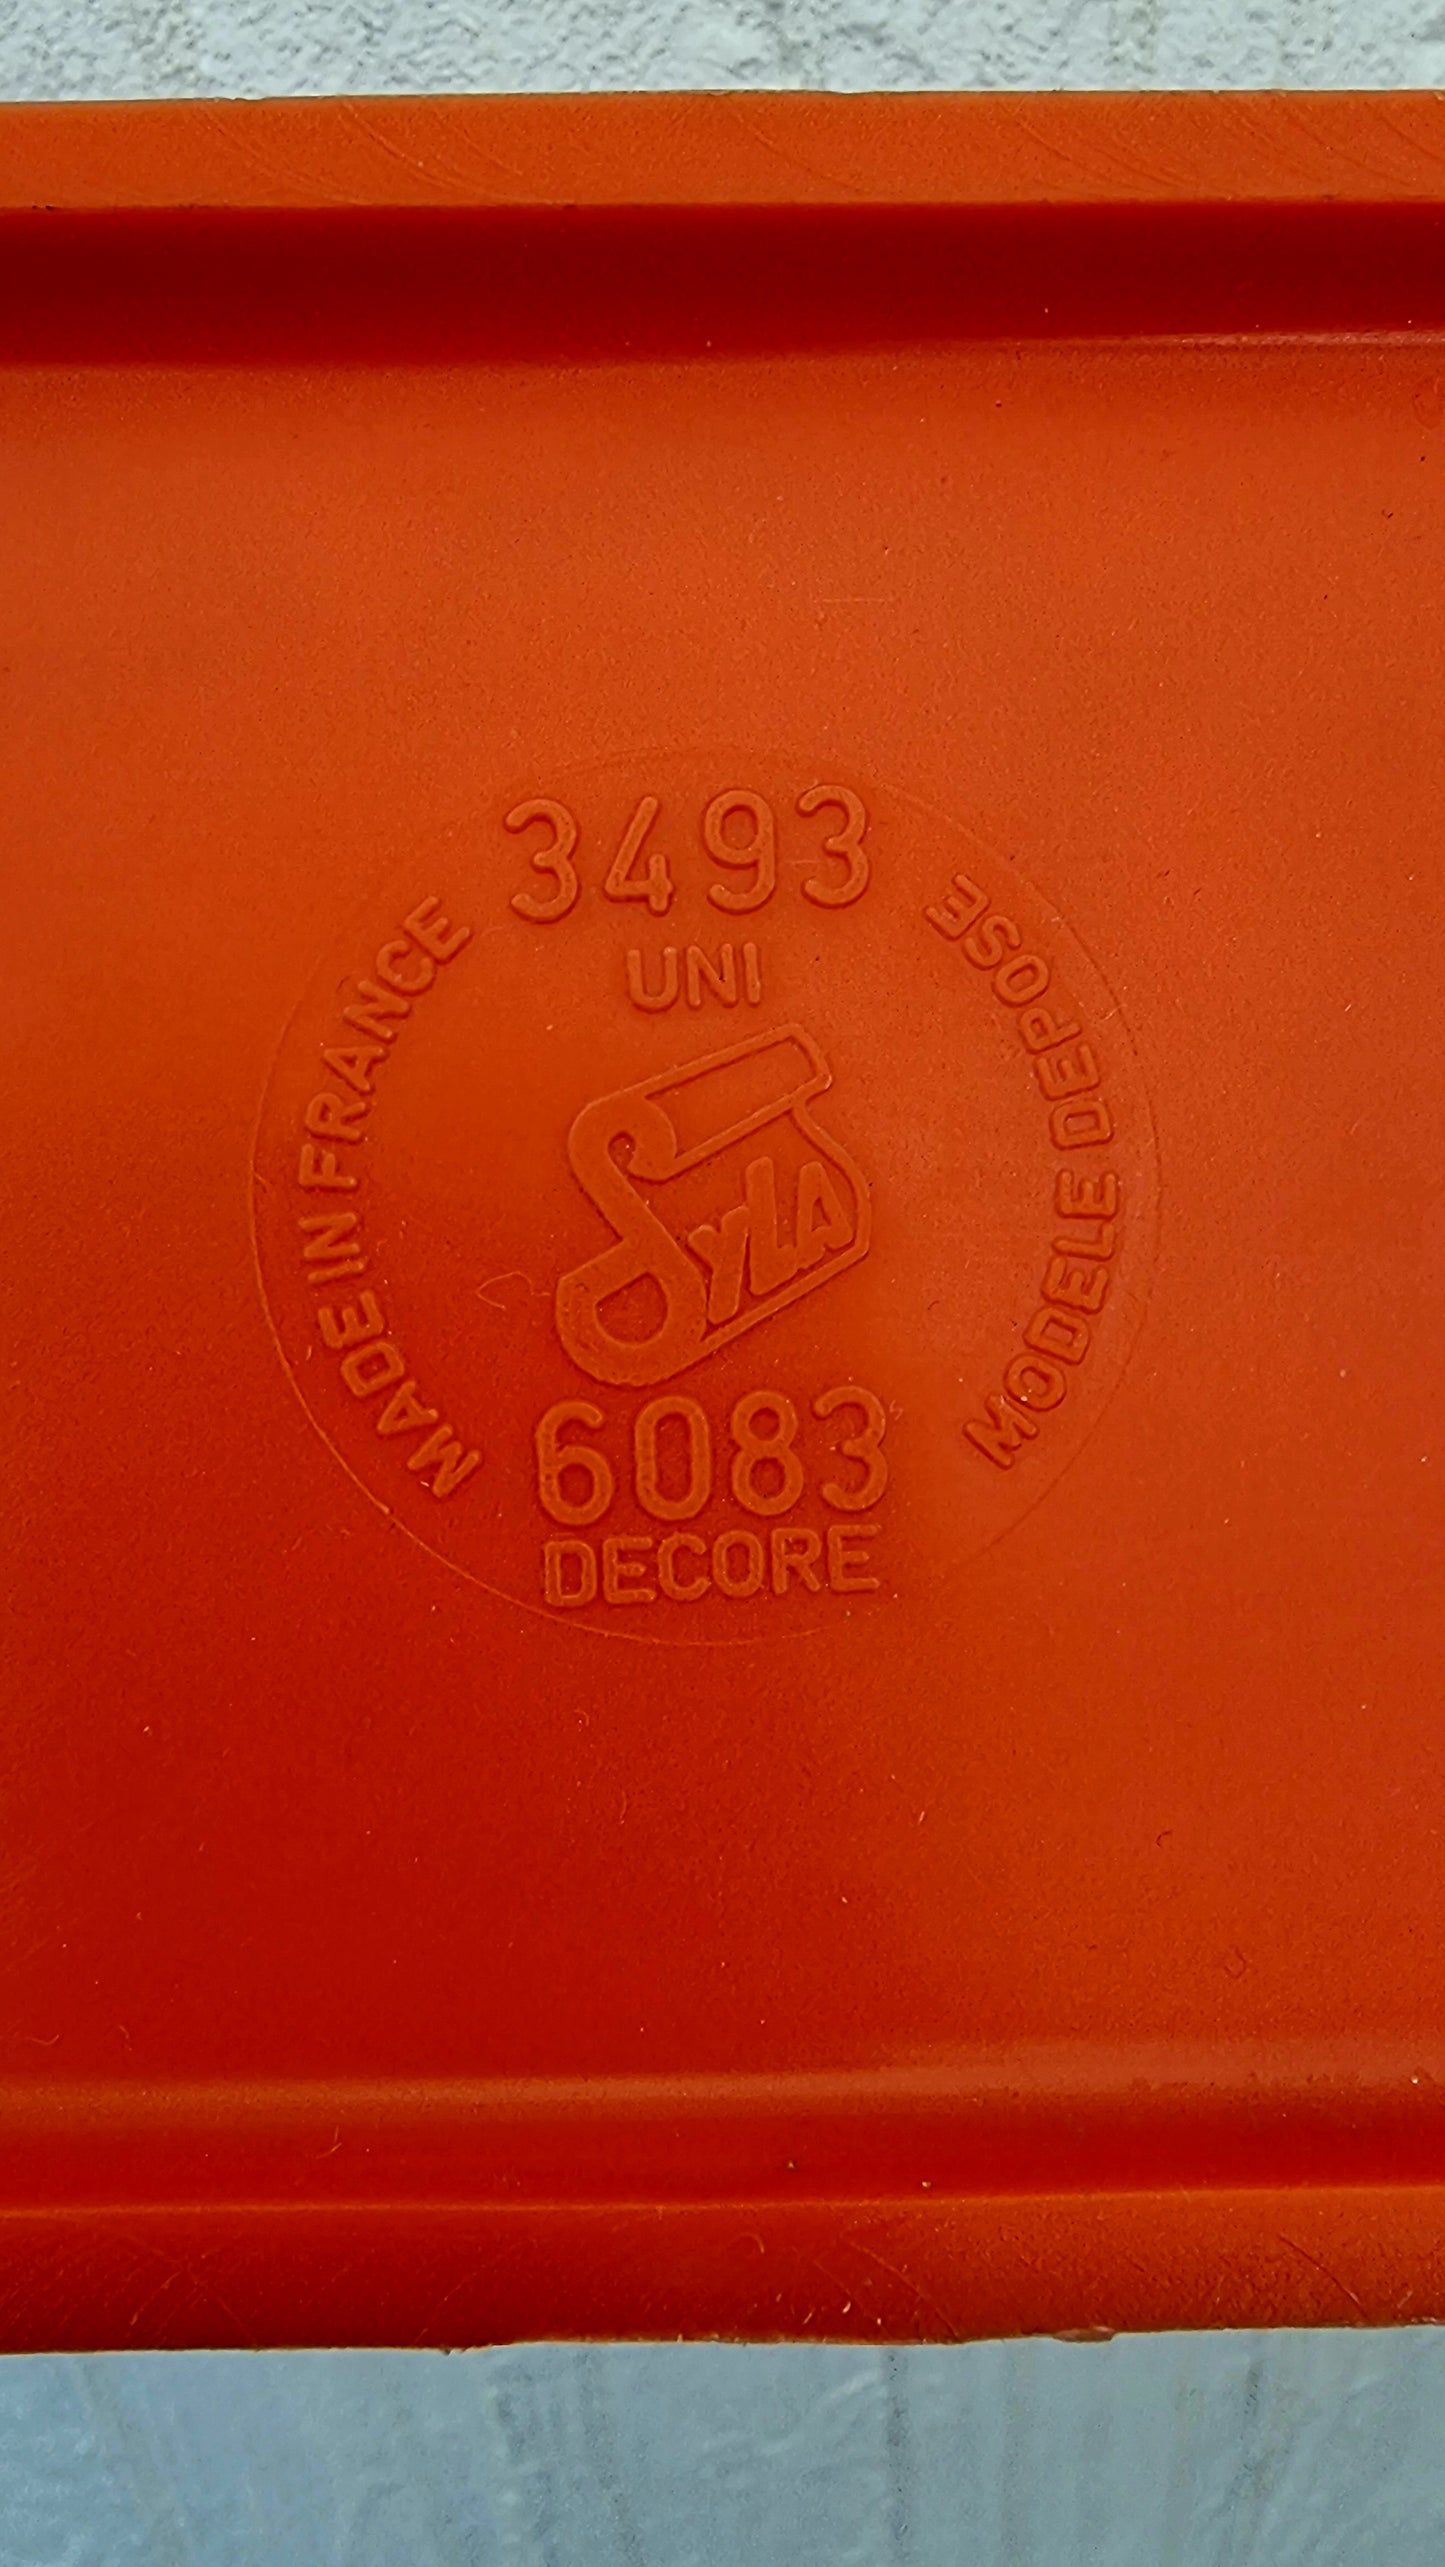 3493
UNI
MADE IN FRANCE
SYLA
MODELE DEPOSE
6083
DECORE